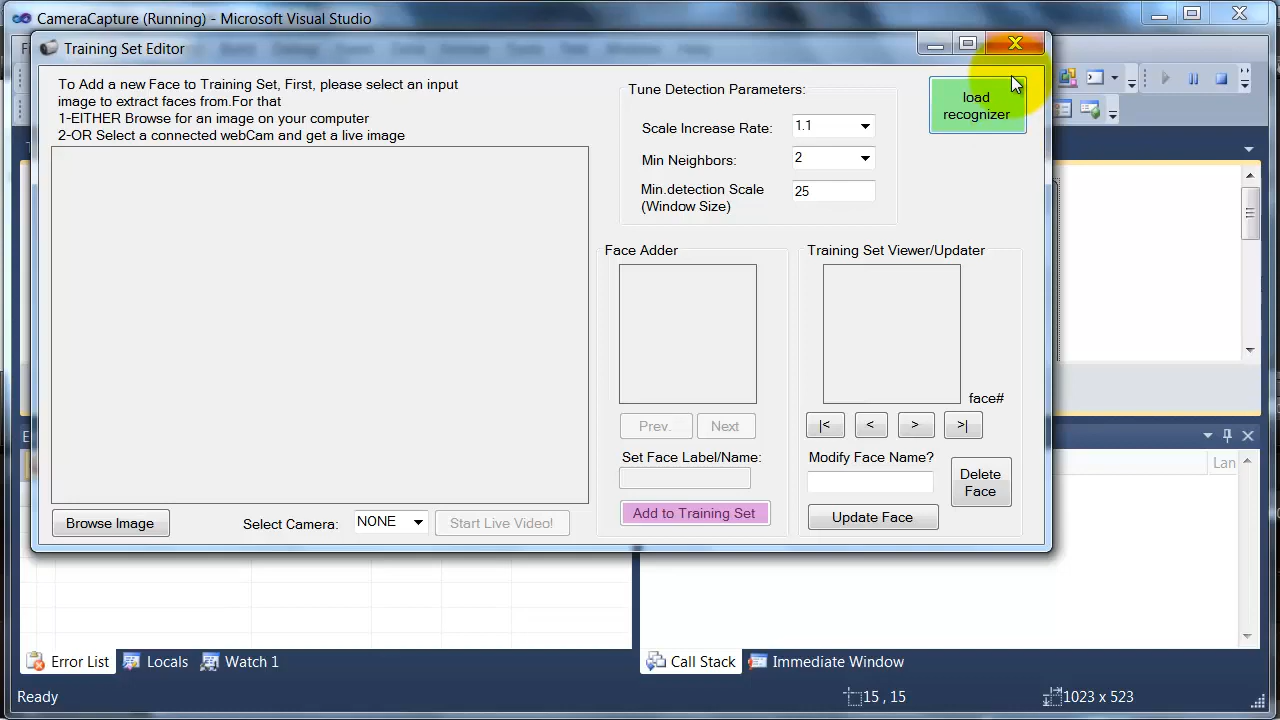 CameraCapture (Running) - Microsoft Visual Studio
Training Set Editor
To Add a new Face to Training Set, First, please select an input
image to extract faces from.For that
1-EITHER Browse for an image on your computer
2-OR Select a connected webCam and get a live image
Tune Detection Parameters:
Scale Increase Rate: 1.1
Min Neighbors: 2
Min.detection Scale
(Window Size)
25
load
recognizer
Face Adder
Training Set Viewer/Updater
face#
Prev.
Next
|<
<
>
>|
Set Face Label/Name:
Modify Face Name?
Delete
Face
Add to Training Set
Update Face
Browse Image
Select Camera: NONE
Start Live Video!
Lan
Error List
Locals
Watch 1
Call Stack
Immediate Window
Ready
15 , 15
1023 x 523